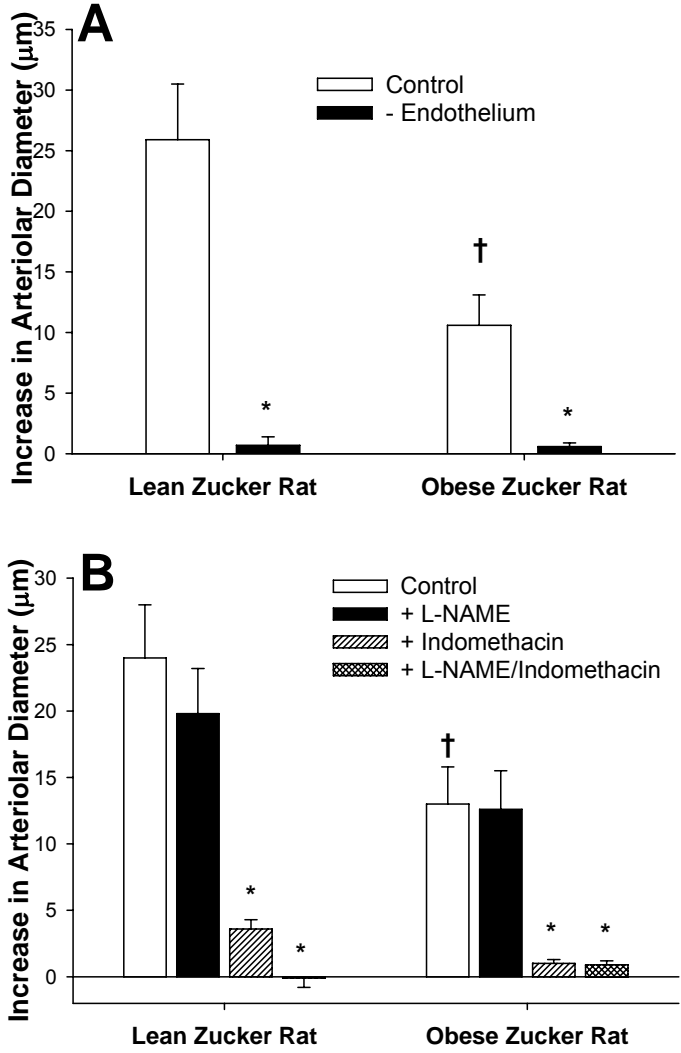 A
Increase in Arteriolar Diameter (μm)
35
30
25
20
15
10
5
0
Control
- Endothelium
*
†
*
Lean Zucker Rat
Obese Zucker Rat
B
Increase in Arteriolar Diameter (μm)
30
25
20
15
10
5
0
Control
+ L-NAME
+ Indomethacin
+ L-NAME/Indomethacin
*
*
†
*
*
Lean Zucker Rat
Obese Zucker Rat